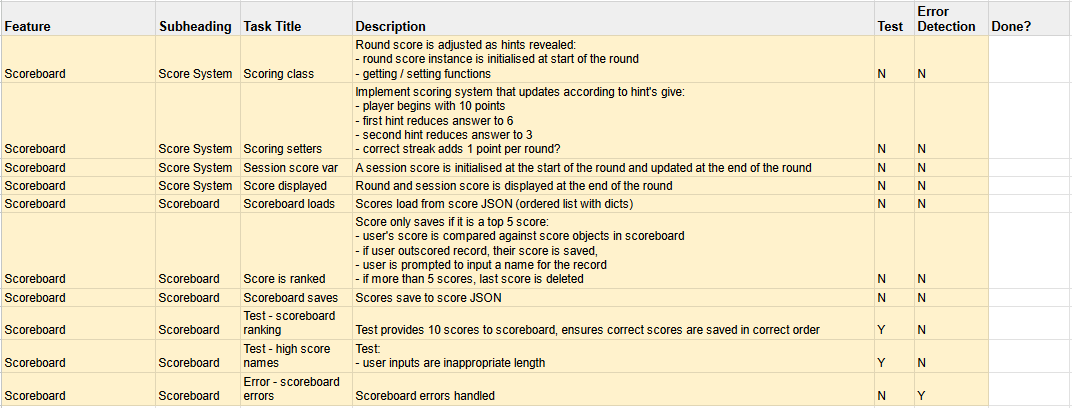 Feature Subheading Task Title Description Test Error Detection Done?
Scoreboard Score System Scoring class Round score is adjusted as hints revealed:
- round score instance is initialised at start of the round
- getting / setting functions N N
Scoreboard Score System Scoring setters Implement scoring system that updates according to hint's give:
- player begins with 10 points
- first hint reduces answer to 6
- second hint reduces answer to 3
- correct streak adds 1 point per round? N N
Scoreboard Score System Session score var A session score is initialised at the start of the round and updated at the end of the round N N
Scoreboard Score System Score displayed Round and session score is displayed at the end of the round N N
Scoreboard Scoreboard Scoreboard loads Scores load from score JSON (ordered list with dicts) N N
Scoreboard Scoreboard Score is ranked Score only saves if it is a top 5 score:
- user's score is compared against score objects in scoreboard
- if user outscored record, their score is saved,
- user is prompted to input a name for the record
- if more than 5 scores, last score is deleted N N
Scoreboard Scoreboard Scoreboard saves Scores save to score JSON N N
Scoreboard Scoreboard Test - scoreboard ranking Test provides 10 scores to scoreboard, ensures correct scores are saved in correct order Y N
Scoreboard Scoreboard Test - high score names Test:
- user inputs are inappropriate length Y N
Scoreboard Scoreboard Error - scoreboard errors Scoreboard errors handled N Y